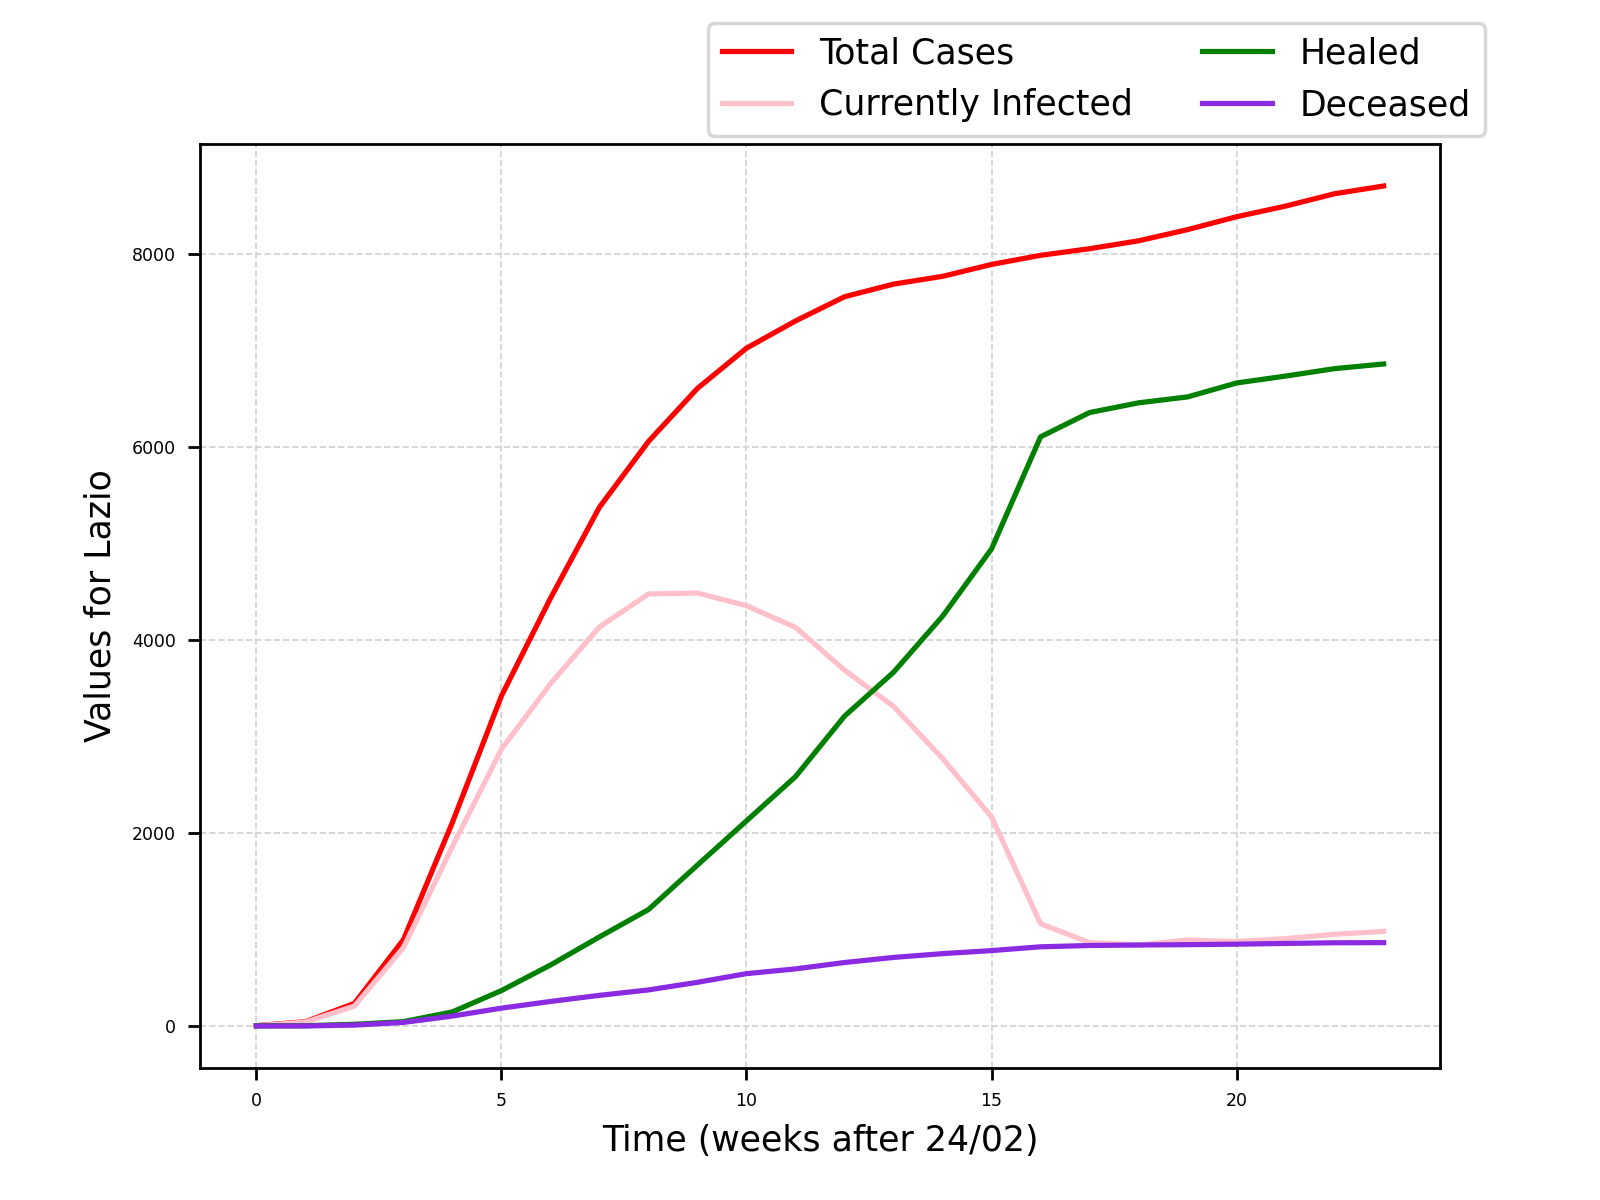 Total Cases
Currently Infected
Healed
Deceased
Values for Lazio
8000
6000
4000
2000
0
0 5 10 15 20
Time (weeks after 24/02)